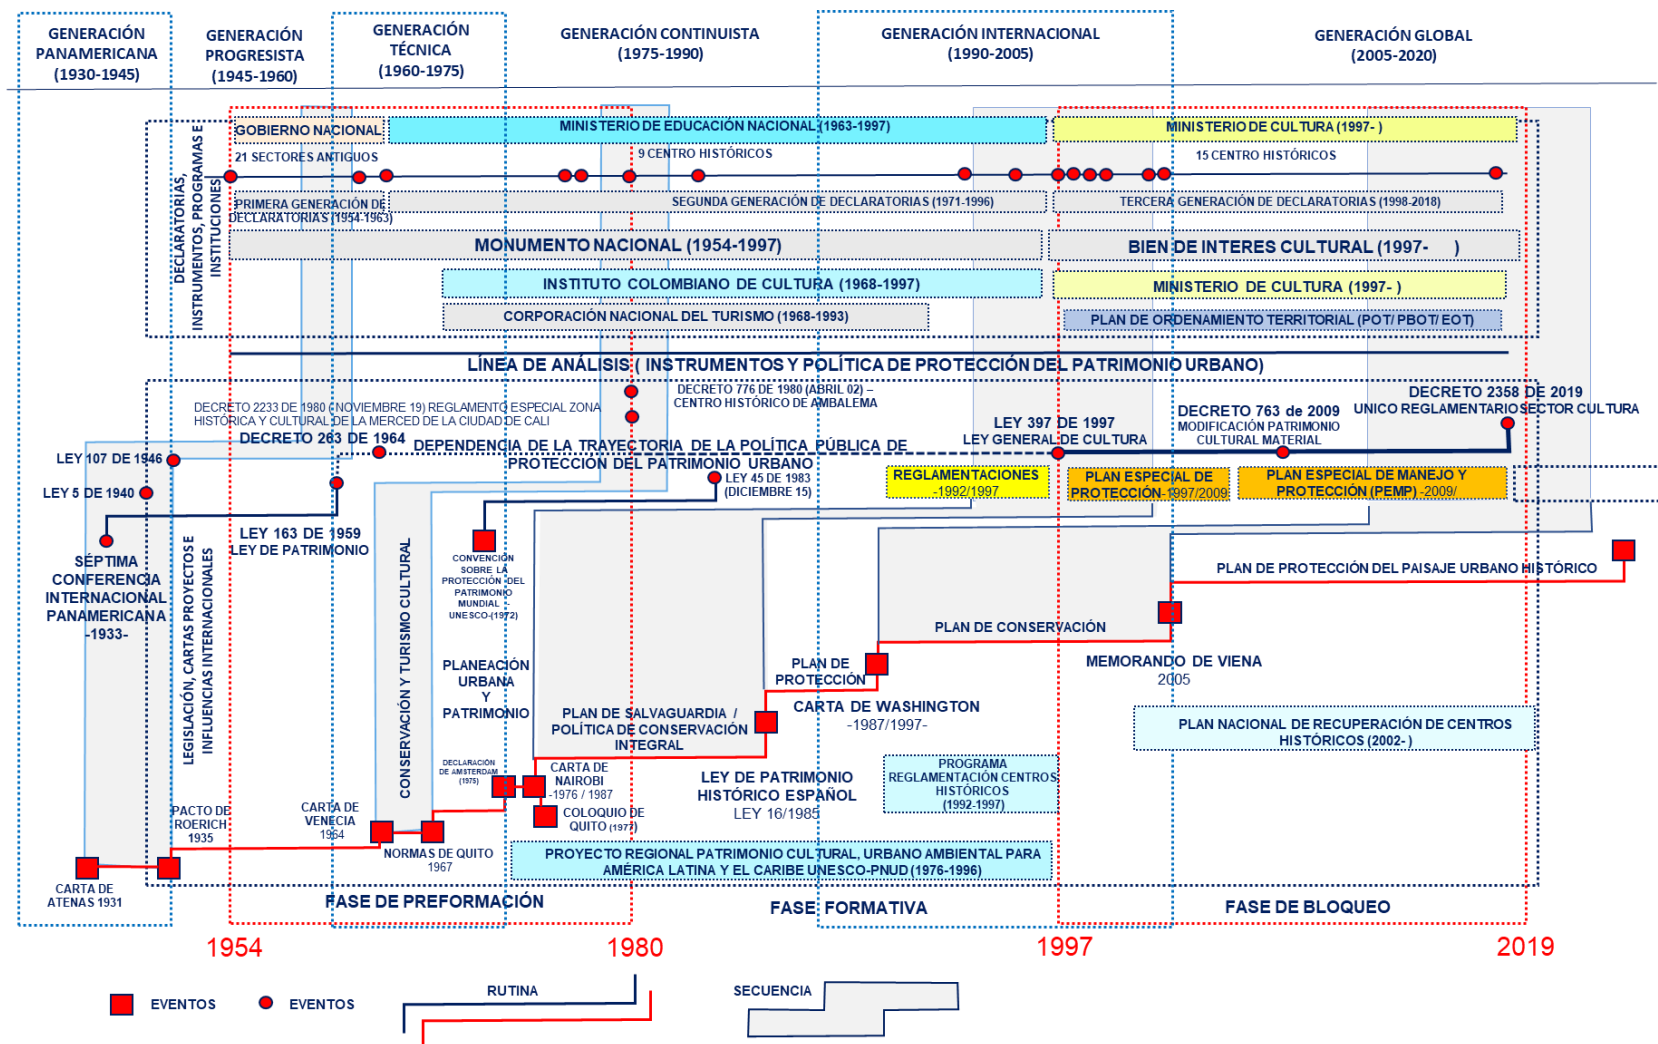 GENERACIÓN
PANAMERICANA
(1930-1945)
GENERACIÓN
PROGRESISTA
(1945-1960)
GENERACIÓN
TÉCNICA
(1960-1975)
GENERACIÓN CONTINUISTA
(1975-1990)
GENERACIÓN INTERNACIONAL
(1990-2005)
GENERACIÓN GLOBAL
(2005-2020)
DECLARATORIAS,
INSTRUMENTOS, PROGRAMAS E
INSTITUCIONES
GOBIERNO NACIONAL
MINISTERIO DE EDUCACIÓN NACIONAL (1963-1997)
MINISTERIO DE CULTURA (1997- )
21 SECTORES ANTIGUOS
9 CENTRO HISTÓRICOS
15 CENTRO HISTÓRICOS
PRIMERA GENERACIÓN DE
DECLARATORIAS (1954-1963)
SEGUNDA GENERACIÓN DE DECLARATORIAS (1971-1996)
TERCERA GENERACIÓN DE DECLARATORIAS (1998-2018)
MONUMENTO NACIONAL (1954-1997)
BIEN DE INTERES CULTURAL (1997- )
INSTITUTO COLOMBIANO DE CULTURA (1968-1997)
MINISTERIO DE CULTURA (1997- )
CORPORACIÓN NACIONAL DEL TURISMO (1968-1993)
PLAN DE ORDENAMIENTO TERRITORIAL (POT/ PBOT/ EOT)
LÍNEA DE ANÁLISIS ( INSTRUMENTOS Y POLÍTICA DE PROTECCIÓN DEL PATRIMONIO URBANO)
DECRETO 776 DE 1980 (ABRIL 02) –
CENTRO HISTÓRICO DE AMBALEMA
DECRETO 2358 DE 2019
UNICO REGLAMENTARIO SECTOR CULTURA
DECRETO 2233 DE 1980 ( NOVIEMBRE 19) REGLAMENTO ESPECIAL ZONA
HISTÓRICA Y CULTURAL DE LA MERCED DE LA CIUDAD DE CALI
DECRETO 263 DE 1964
DEPENDENCIA DE LA TRAYECTORIA DE LA POLÍTICA PÚBLICA DE
PROTECCIÓN DEL PATRIMONIO URBANO
LEY 397 DE 1997
LEY GENERAL DE CULTURA
DECRETO 763 de 2009
MODIFICACIÓN PATRIMONIO
CULTURAL MATERIAL
LEY 107 DE 1946
LEY 5 DE 1940
LEY 45 DE 1983
(DICIEMBRE 15)
REGLAMENTACIONES
-1992/1997
PLAN ESPECIAL DE
PROTECCIÓN-1997/2009
PLAN ESPECIAL DE MANEJO Y
PROTECCIÓN (PEMP) -2009/
LEY 163 DE 1959
LEY DE PATRIMONIO
SÉPTIMA
CONFERENCIA
INTERNACIONAL
PANAMERICANA
-1933-
LEGISLACIÓN, CARTAS PROYECTOS E
INFLUENCIAS INTERNACIONALES
CONSERVACIÓN Y TURISMO CULTURAL
CONVENCIÓN
SOBRE LA
PROTECCIÓN DEL
PATRIMONIO
MUNDIAL -
UNESCO-(1972)
PLAN DE PROTECCIÓN DEL PAISAJE URBANO HISTÓRICO
PLAN DE CONSERVACIÓN
PLANEACIÓN
URBANA
Y
PATRIMONIO
PLAN DE
PROTECCIÓN
MEMORANDO DE VIENA
2005
PLAN DE SALVAGUARDIA /
POLÍTICA DE CONSERVACIÓN
INTEGRAL
CARTA DE WASHINGTON
-1987/1997-
PLAN NACIONAL DE RECUPERACIÓN DE CENTROS
HISTÓRICOS (2002- )
DECLARACIÓN
DE AMSTERDAM
(1975)
CARTA DE
NAIROBI
-1976 / 1987
LEY DE PATRIMONIO
HISTÓRICO ESPAÑOL
LEY 16/1985
PROGRAMA
REGLAMENTACIÓN CENTROS
HISTÓRICOS
(1992-1997)
PACTO DE
ROERICH
1935
CARTA DE
VENECIA
1964
COLOQUIO DE
QUITO (1977)
NORMAS DE QUITO
1967
PROYECTO REGIONAL PATRIMONIO CULTURAL, URBANO AMBIENTAL PARA
AMÉRICA LATINA Y EL CARIBE UNESCO-PNUD (1976-1996)
CARTA DE
ATENAS 1931
FASE DE PREFORMACIÓN
FASE FORMATIVA
FASE DE BLOQUEO
1954
1980
1997
2019
EVENTOS
EVENTOS
RUTINA
SECUENCIA